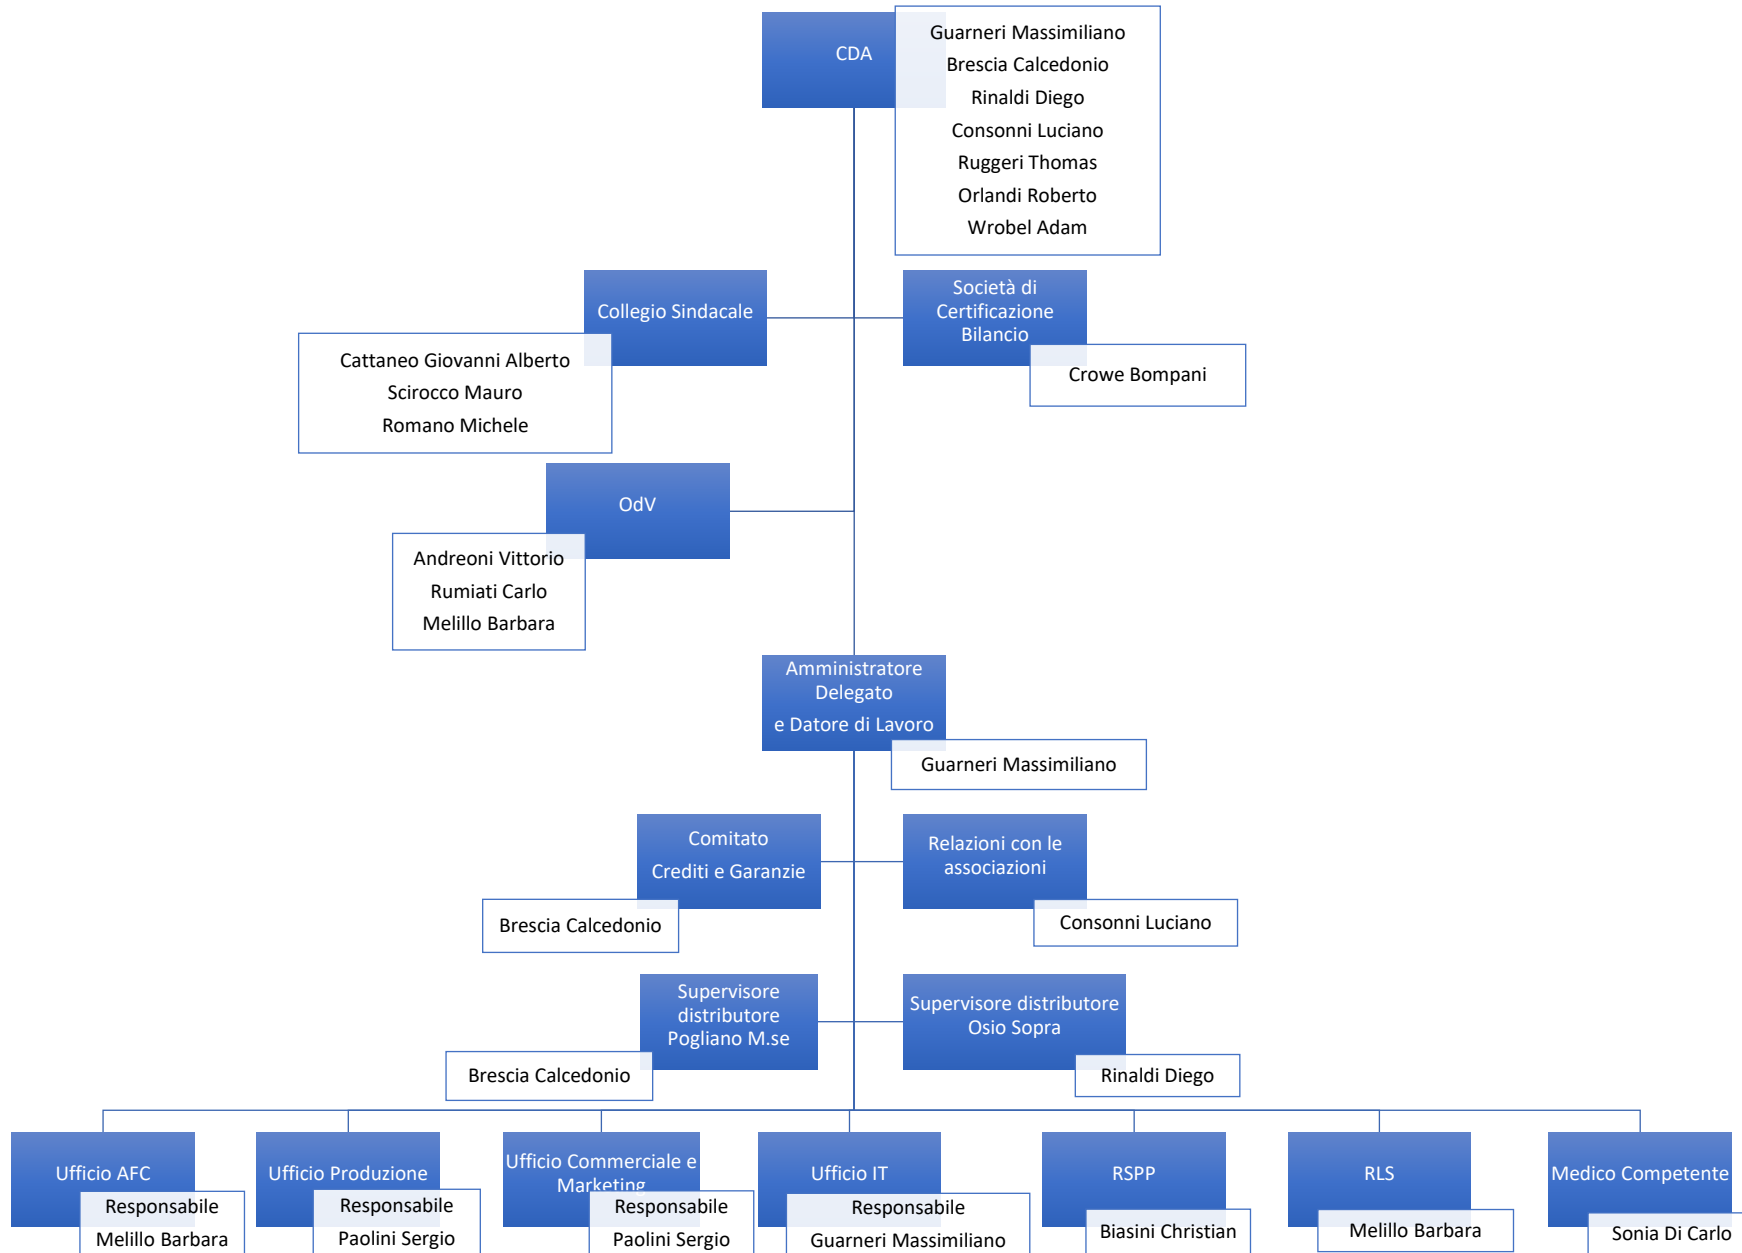 CDA
Guarneri Massimiliano
Brescia Calcedonio
Rinaldi Diego
Consonni Luciano
Ruggeri Thomas
Orlandi Roberto
Wrobel Adam
Collegio Sindacale
Cattaneo Giovanni Alberto
Scirocco Mauro
Romano Michele
Società di
Certificazione
Bilancio
Crowe Bompani
OdV
Andreoni Vittorio
Rumiati Carlo
Melillo Barbara
Amministratore
Delegato
e Datore di Lavoro
Guarneri Massimiliano
Comitato
Crediti e Garanzie
Brescia Calcedonio
Relazioni con le
associazioni
Consonni Luciano
Supervisore
distributore
Pogliano M.se
Brescia Calcedonio
Supervisore distributore
Osio Sopra
Rinaldi Diego
Ufficio AFC
Responsabile
Melillo Barbara
Ufficio Produzione
Responsabile
Paolini Sergio
Ufficio Commerciale e
Marketing
Responsabile
Paolini Sergio
Ufficio IT
Responsabile
Guarneri Massimiliano
RSPP
Biasini Christian
RLS
Melillo Barbara
Medico Competente
Sonia Di Carlo